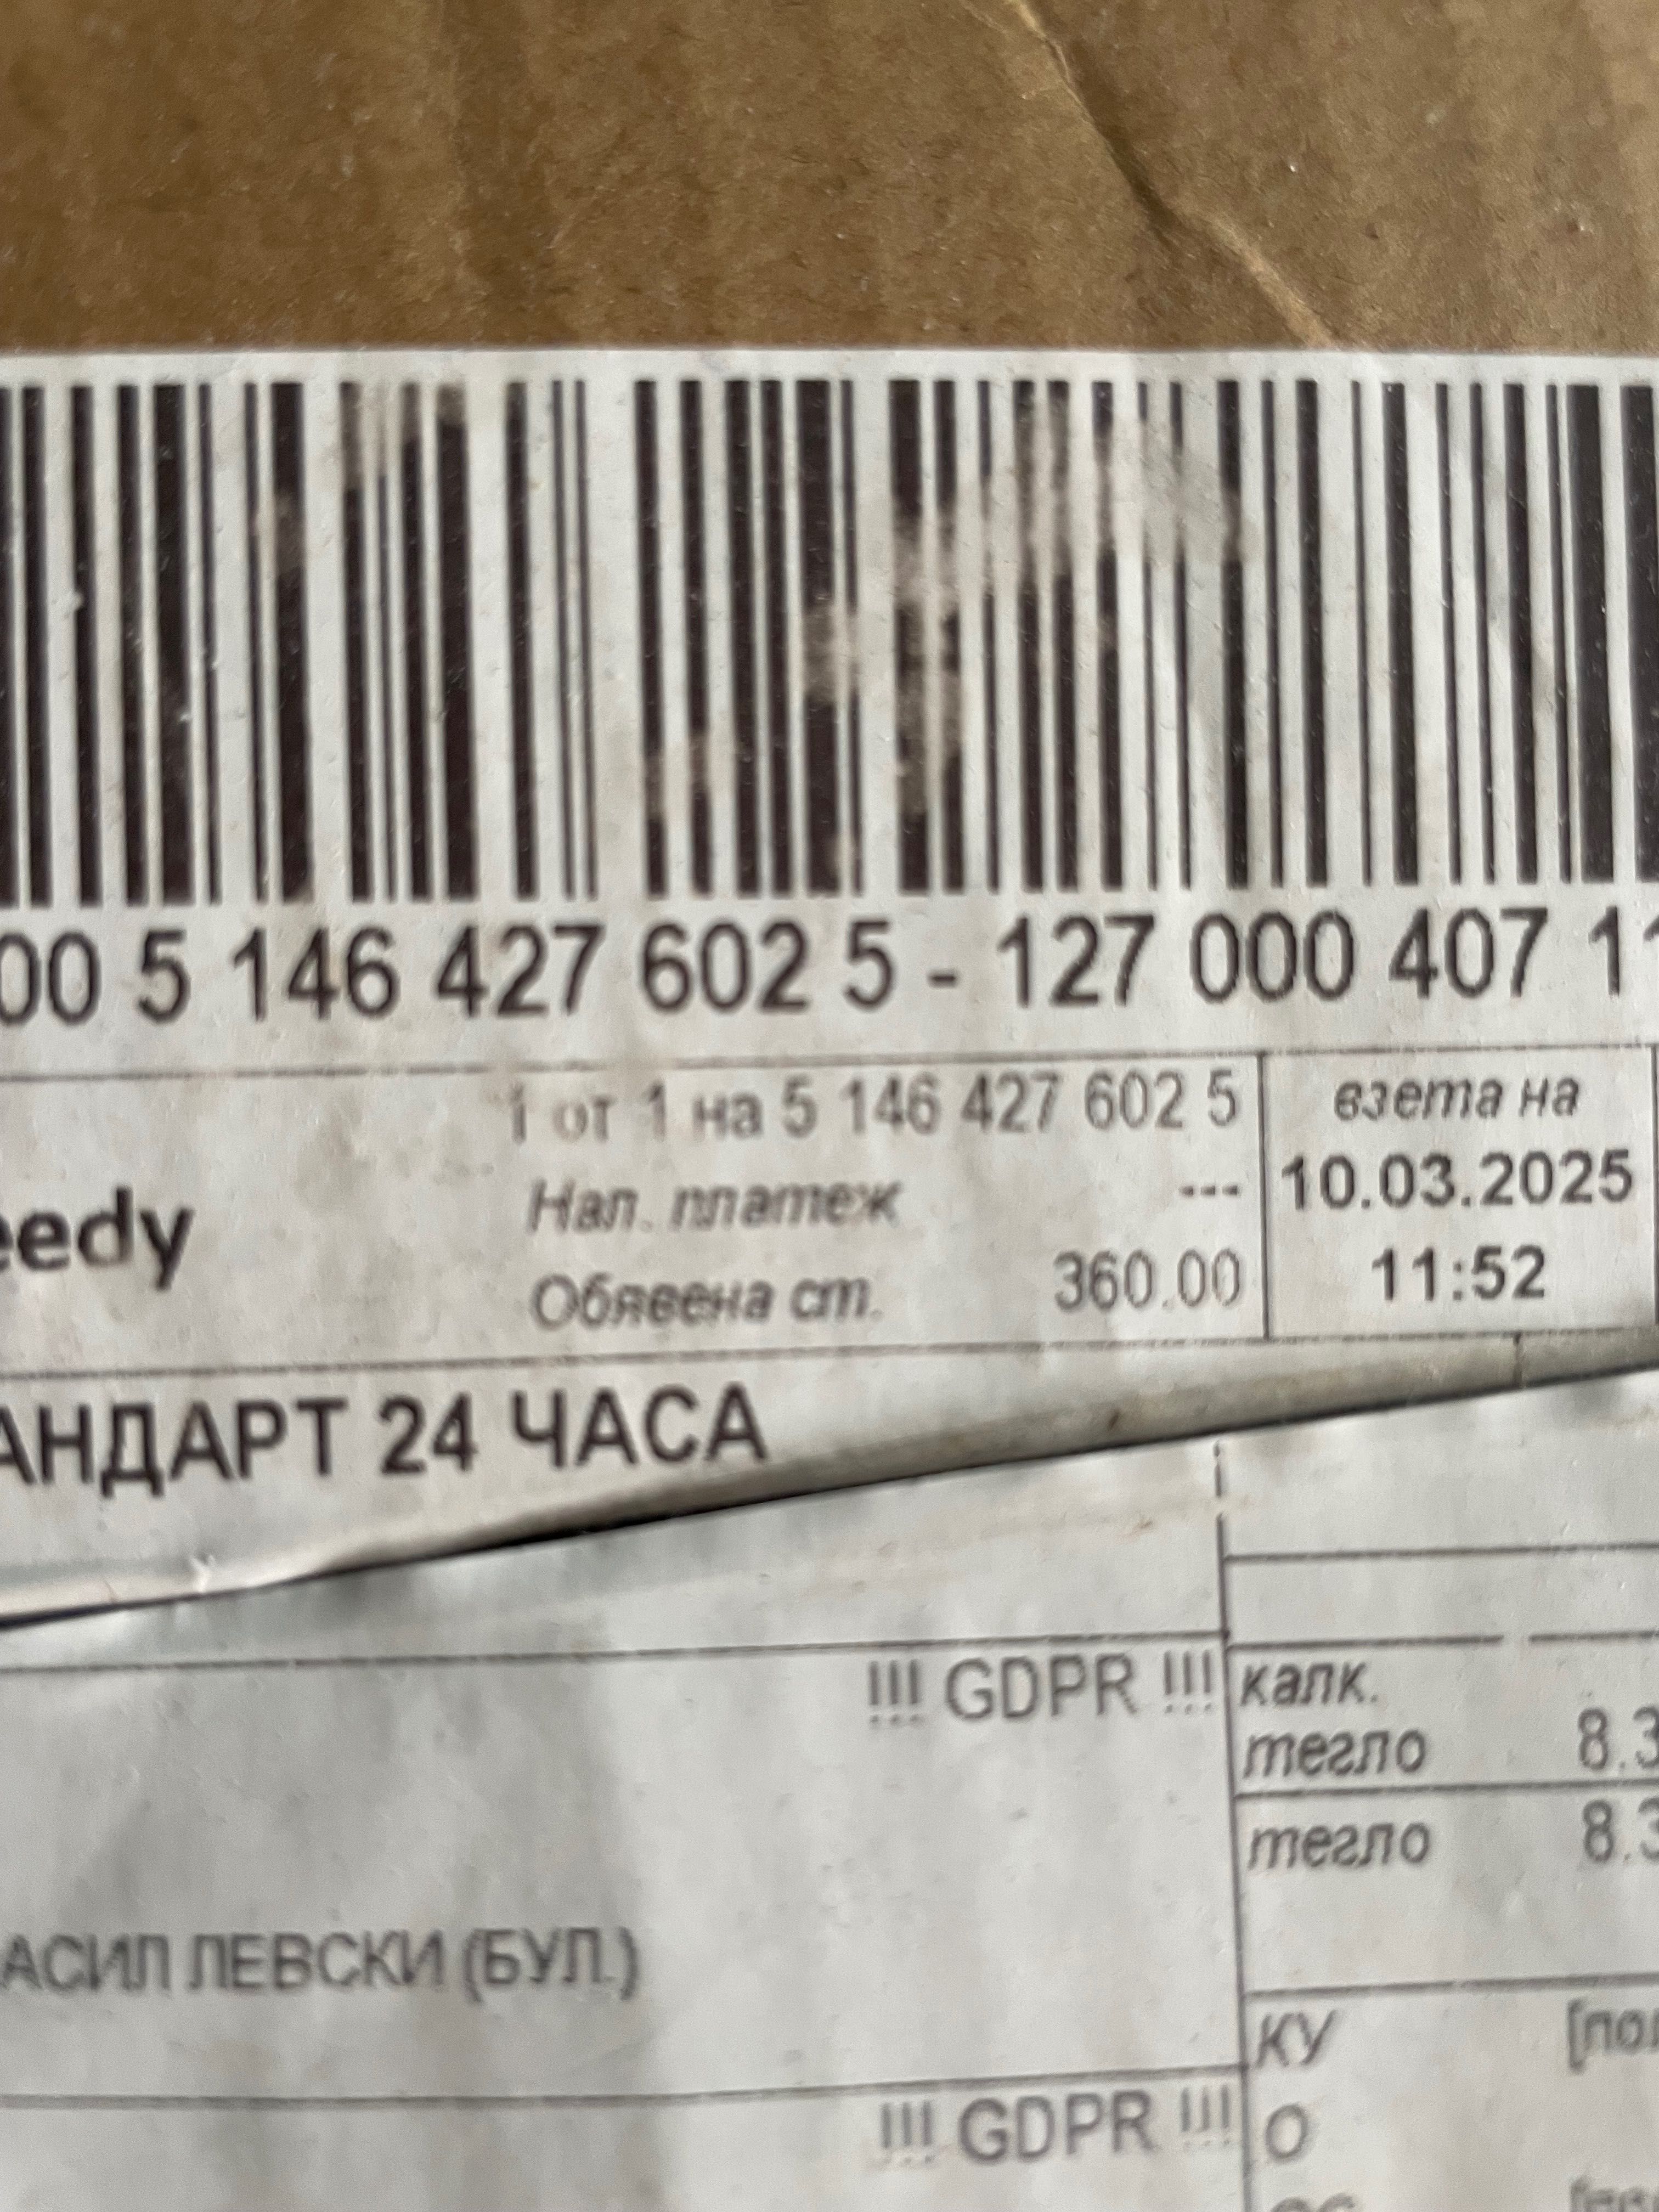 00 5 146 427 602 5 - 127 000 407 1
1 от 1 на 5 146 427 602 5
взета на
Нал. платеж ---
10.03.2025
eedy
Обявена ст. 360.00
11:52
АНДАРТ 24 ЧАСА
!!! GDPR !!!
калк.
тегло 8.3
тегло 8.3
АСИЛ ЛЕВСКИ (БУЛ.)
КУ [пол
!!! GDPR !!!
О